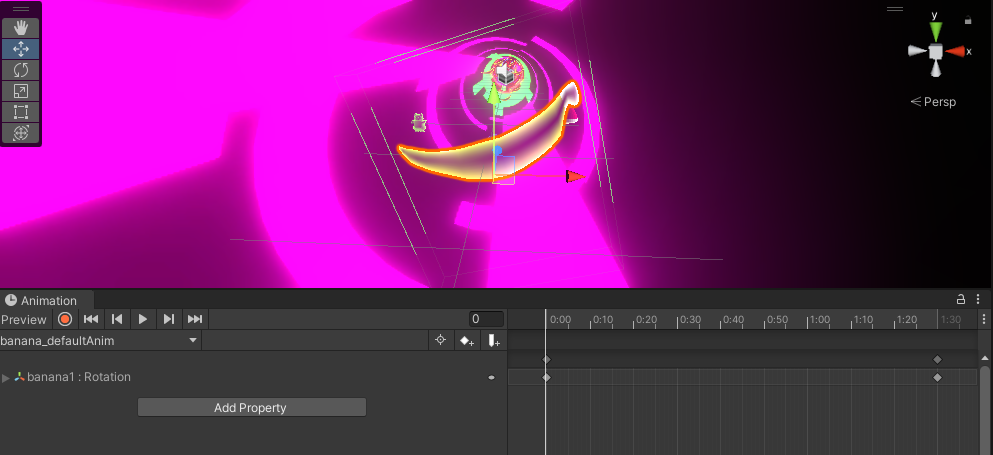 y
x
Persp
Animation
Preview
0
0:00 0:10 0:20 0:30 0:40 0:50 1:00 1:10 1:20 1:30
banana_defaultAnim
banana1 : Rotation
Add Property